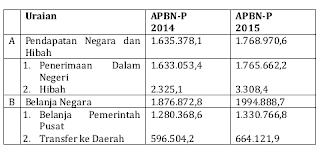 Uraian APBN-P 2014 APBN-P 2015
A Pendapatan Negara dan Hibah 1.635.378,1 1.768.970,6
1. Penerimaan Dalam Negeri 1.633.053,4 1.765.662,2
2. Hibah 2.325,1 3.308,4
B Belanja Negara 1.876.872,8 1994.888,7
1. Belanja Pemerintah Pusat 1.280.368,6 1.330.766,8
2. Transfer ke Daerah 596.504,2 664.121,9